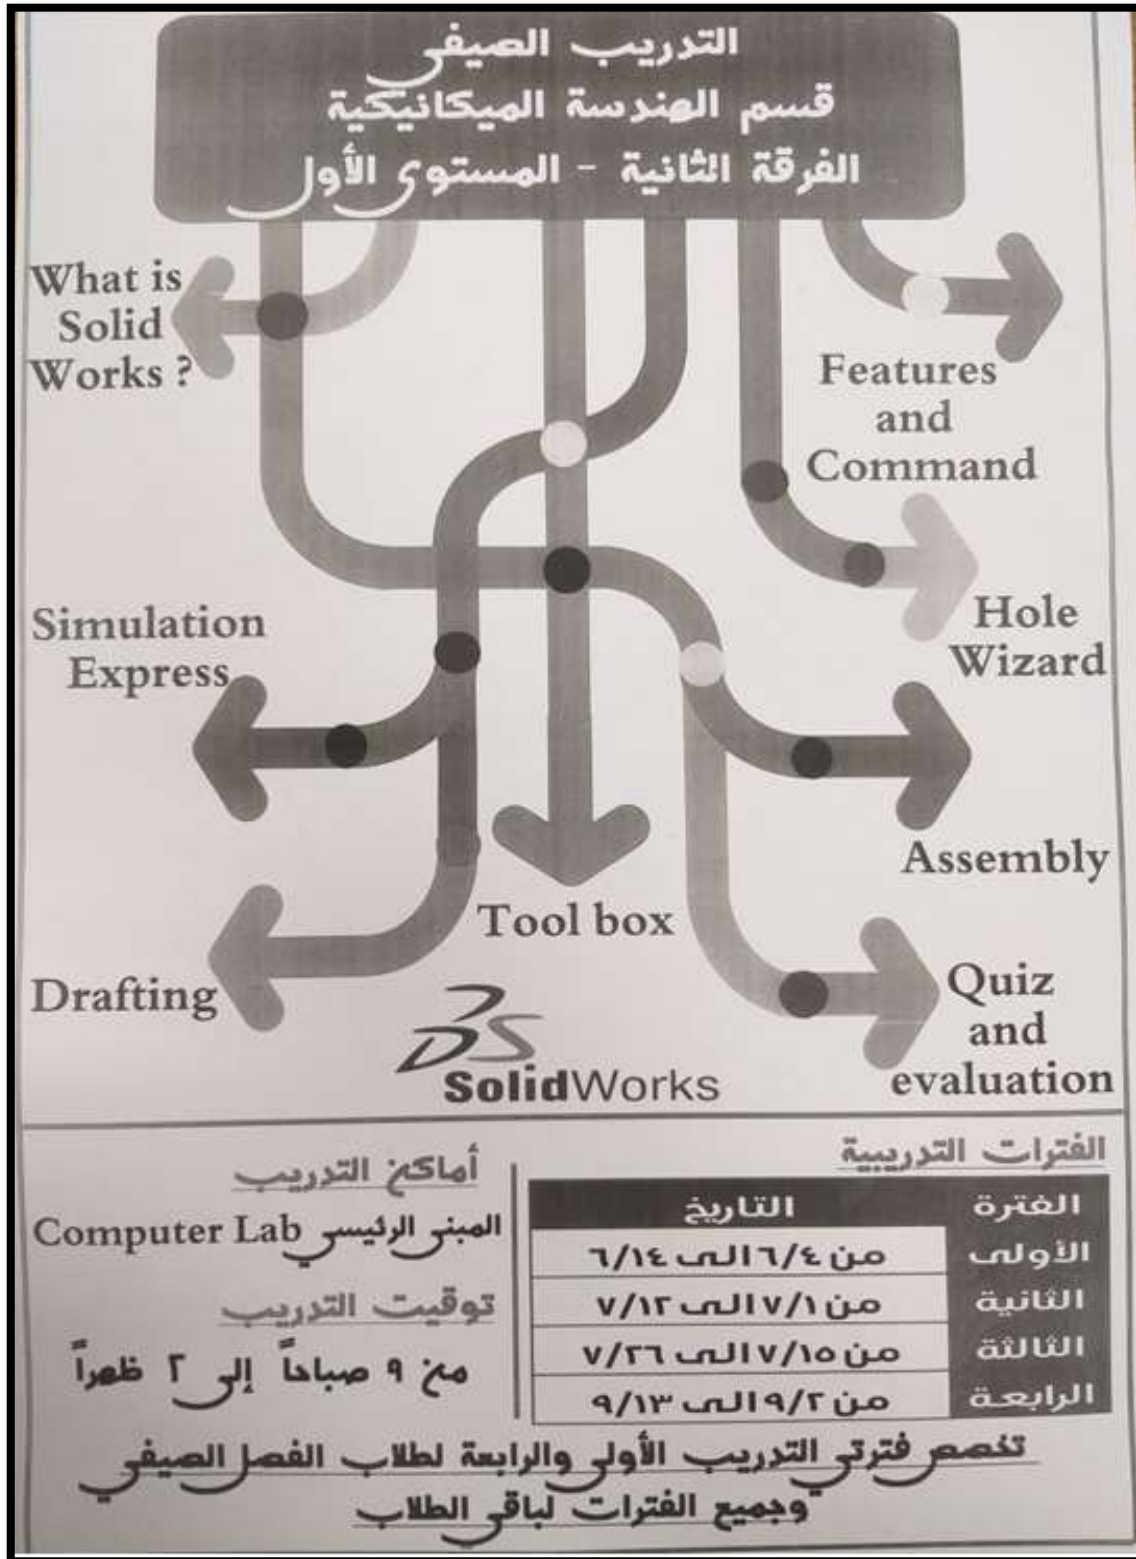 التدريب الصيفى
قسم الهندسة الميكانيكية
الفرقة الثانية - المستوى الأول
What is
Solid
Works ?
Features
and
Command
Hole
Wizard
Simulation
Express
Assembly
Tool box
Drafting
Quiz
and
evaluation
SolidWorks
الفترات التدريبية
الفترة التاريخ
الأولى من ٦/٤ الى ٦/١٤
الثانية من ٧/١ الى ٧/١٢
الثالثة من ٧/١٥ الى ٧/٢٦
الرابعة من ٩/٢ الى ٩/١٣
أماكن التدريب
المبنى الرئيسي Computer Lab
توقيت التدريب
من ٩ صباحاً إلى ٢ ظهراً
تخصص فترتي التدريب الأولى والرابعة لطلاب الفصل الصيفي
وجميع الفترات لباقى الطلاب